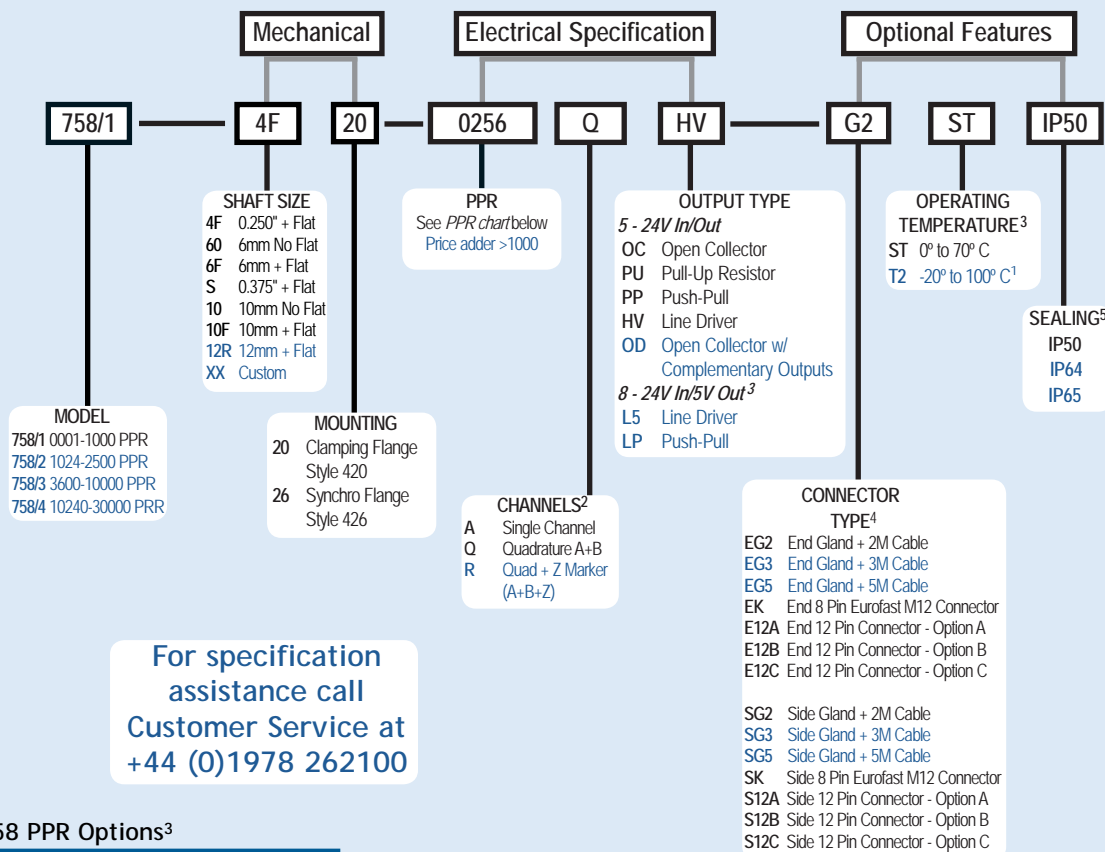 Mechanical
Electrical Specification
Optional Features
758/1
4F
20
0256
Q
HV
G2
ST
IP50
SHAFT SIZE
4F 0.250" + Flat
60 6mm No Flat
6F 6mm + Flat
S 0.375" + Flat
10 10mm No Flat
10F 10mm + Flat
12R 12mm + Flat
XX Custom
PPR
See PPR chart below
Price adder >1000
OUTPUT TYPE
5 - 24V In/Out
OC Open Collector
PU Pull-Up Resistor
PP Push-Pull
HV Line Driver
OD Open Collector w/
Complementary Outputs
8 - 24V In/5V Out³
L5 Line Driver
LP Push-Pull
OPERATING
TEMPERATURE³
ST 0º to 70º C
T2 -20º to 100º C¹
SEALING⁵
IP50
IP64
IP65
MODEL
758/1 0001-1000 PPR
758/2 1024-2500 PPR
758/3 3600-10000 PPR
758/4 10240-30000 PRR
MOUNTING
20 Clamping Flange
Style 420
26 Synchro Flange
Style 426
CHANNELS²
A Single Channel
Q Quadrature A+B
R Quad + Z Marker
(A+B+Z)
CONNECTOR
TYPE⁴
EG2 End Gland + 2M Cable
EG3 End Gland + 3M Cable
EG5 End Gland + 5M Cable
EK End 8 Pin Eurofast M12 Connector
E12A End 12 Pin Connector - Option A
E12B End 12 Pin Connector - Option B
E12C End 12 Pin Connector - Option C
SG2 Side Gland + 2M Cable
SG3 Side Gland + 3M Cable
SG5 Side Gland + 5M Cable
SK Side 8 Pin Eurofast M12 Connector
S12A Side 12 Pin Connector - Option A
S12B Side 12 Pin Connector - Option B
S12C Side 12 Pin Connector - Option C
For specification
assistance call
Customer Service at
+44 (0)1978 262100
58 PPR Options³